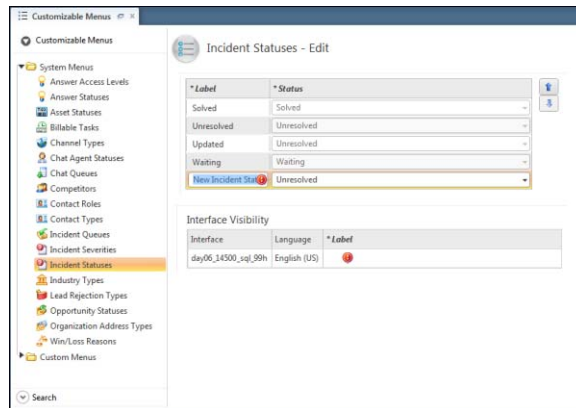 Customizable Menus
Customizable Menus
System Menus
Answer Access Levels
Answer Statuses
Asset Statuses
Billable Tasks
Channel Types
Chat Agent Statuses
Chat Queues
Competitors
Contact Roles
Contact Types
Incident Queues
Incident Severities
Incident Statuses
Industry Types
Lead Rejection Types
Opportunity Statuses
Organization Address Types
Win/Loss Reasons
Custom Menus
Search
Incident Statuses - Edit
* Label * Status
Solved Solved
Unresolved Unresolved
Updated Unresolved
Waiting Waiting
New Incident Stat Unresolved
Interface Visibility
Interface Language * Label
day06_14500_sql_99h English (US)